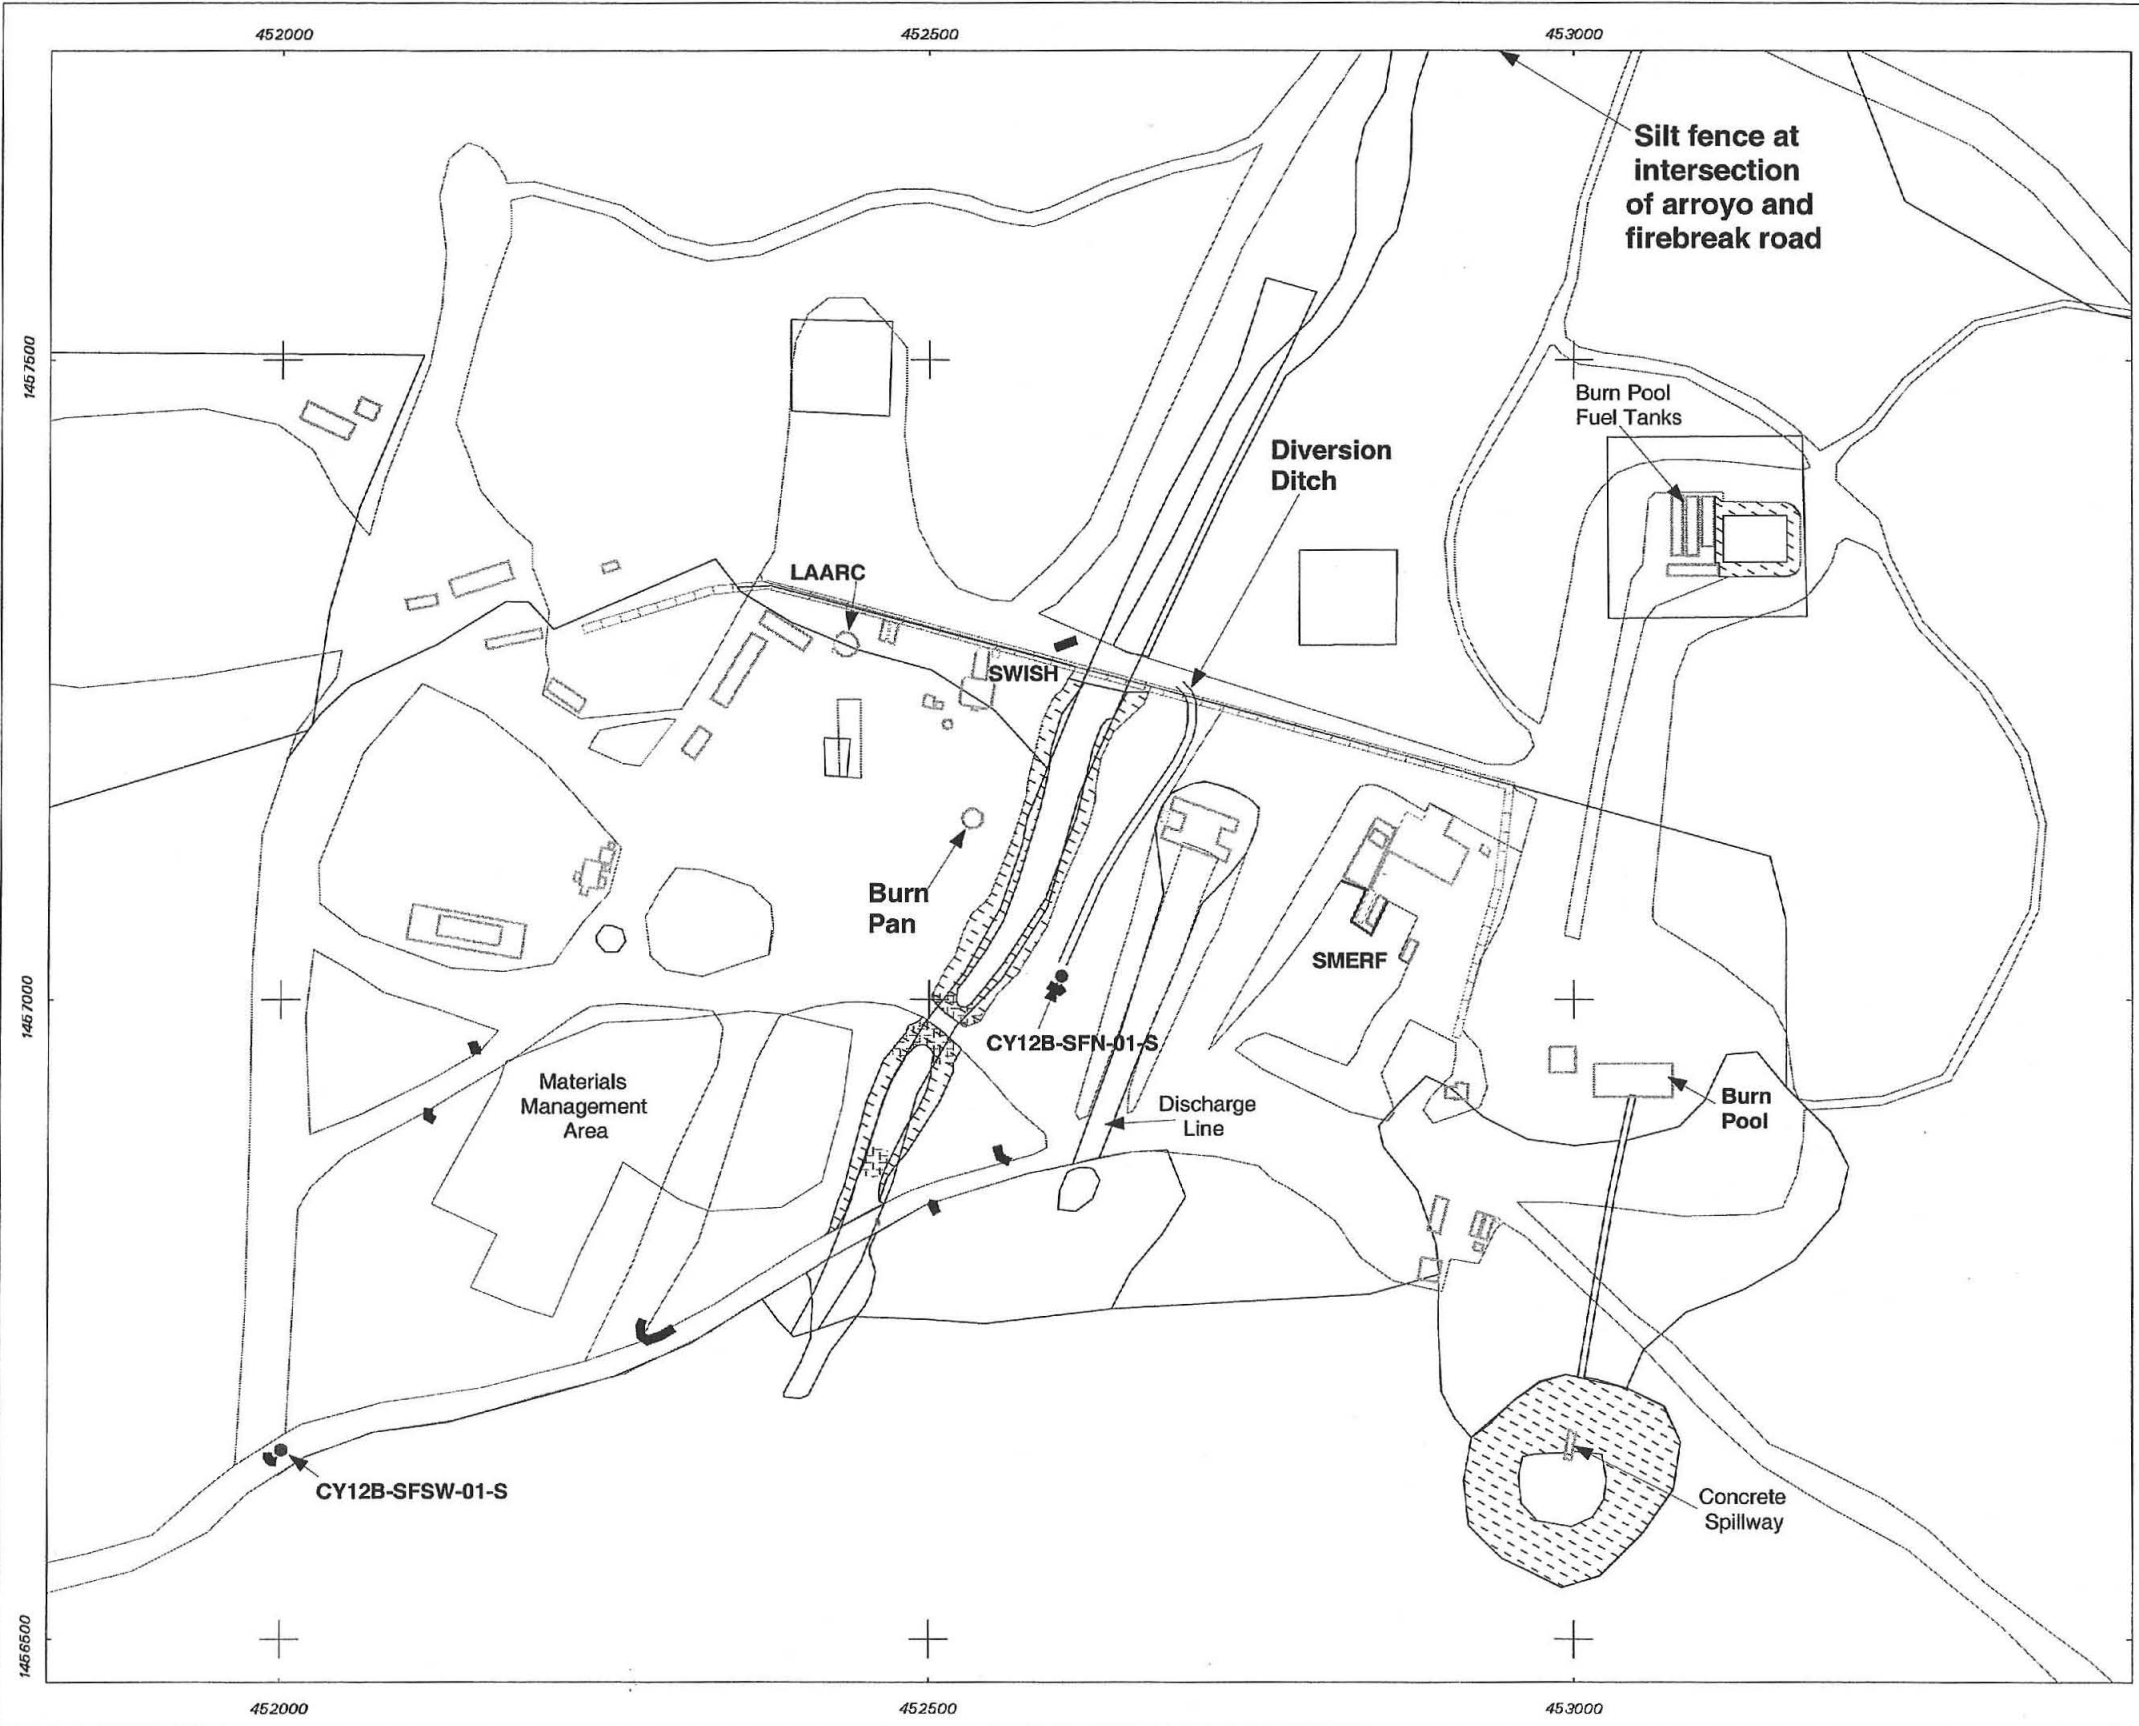 452000
452500
453000
Silt fence at
intersection
of arroyo and
firebreak road
1457500
Burn Pool
Fuel Tanks
Diversion
Ditch
LAARC
SWISH
Burn
Pan
SMERF
1457000
CY12B-SFN-01-S
Materials
Management
Area
Discharge
Line
Burn
Pool
CY12B-SFSW-01-S
Concrete
Spillway
1456500
452000
452500
453000